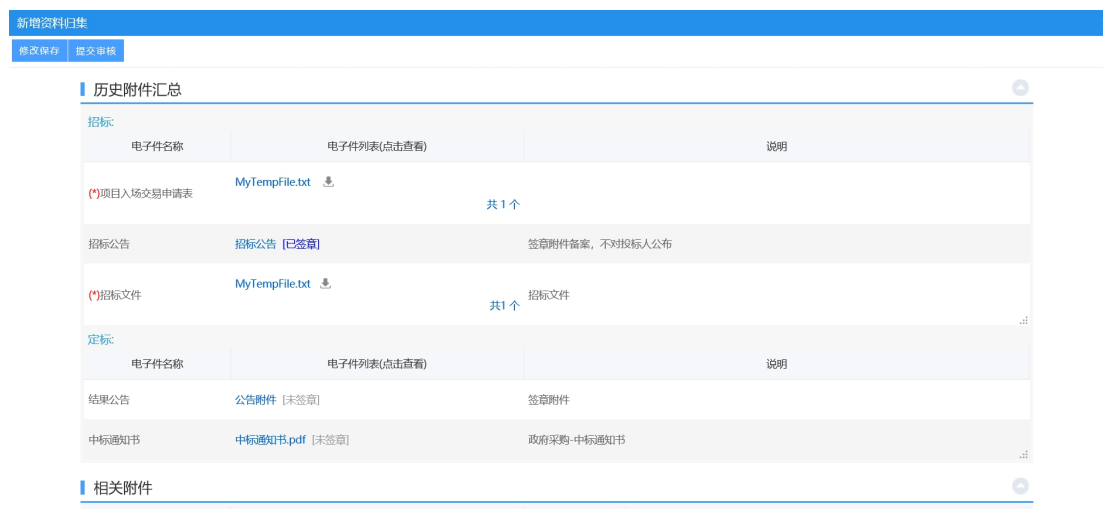 新增资料归集
修改保存 提交审核
历史附件汇总
招标:
电子件名称 电子件列表(点击查看) 说明
(*)项目入场交易申请表 MyTempFile.txt
共 1 个
招标公告 招标公告 [已签章] 签章附件备案，不对投标人公布
(*)招标文件 MyTempFile.txt 招标文件
共1 个
定标:
电子件名称 电子件列表(点击查看) 说明
结果公告 公告附件 [未签章] 签章附件
中标通知书 中标通知书.pdf [未签章] 政府采购-中标通知书
相关附件